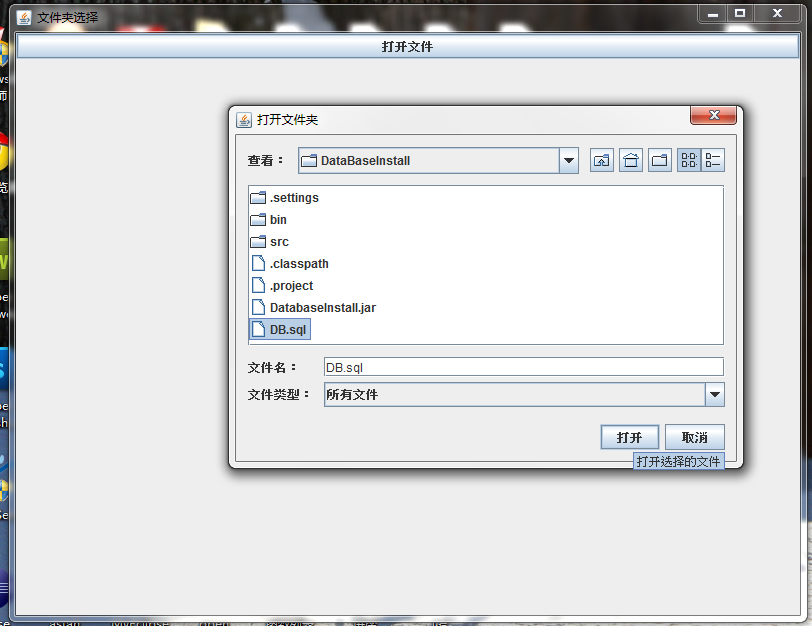 文件夹选择
打开文件
打开文件夹
查看：
DataBaseInstall
.settings
bin
src
.classpath
.project
DatabaseInstall.jar
DB.sql
文件名：
DB.sql
文件类型：
所有文件
打开
取消
打开选择的文件